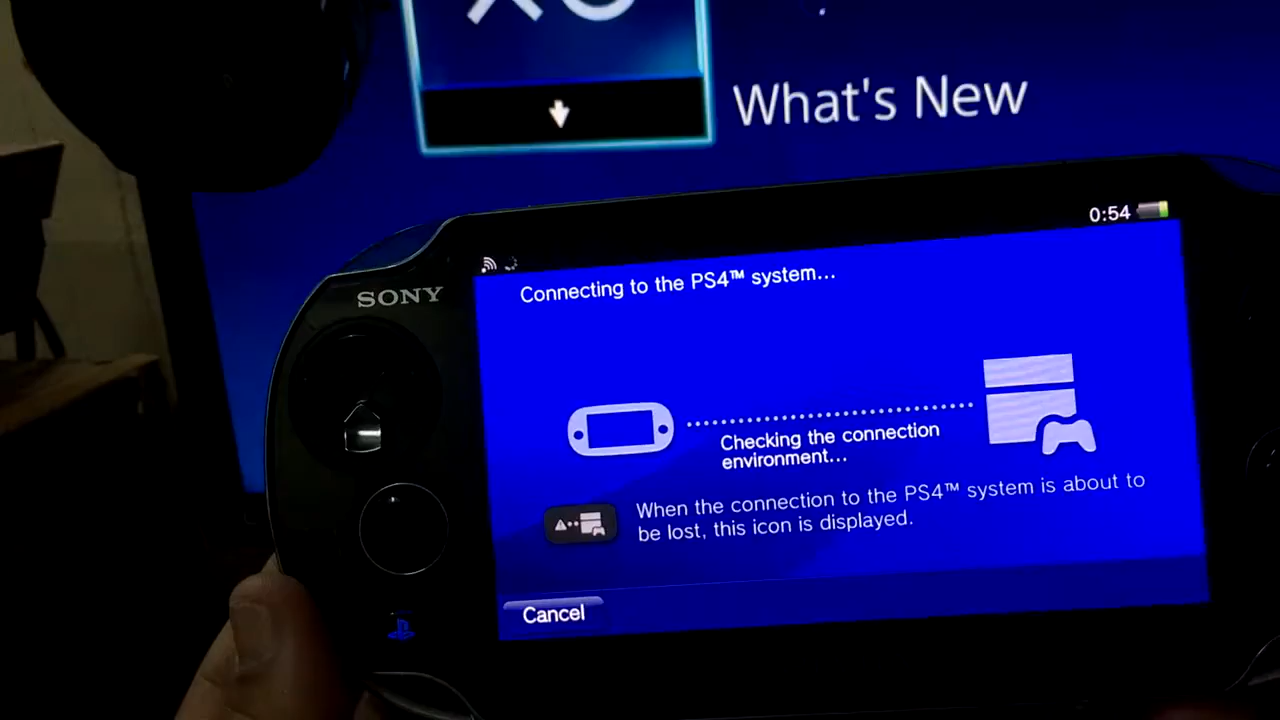 What's New
0:54
SONY
Connecting to the PS4™ system...
Checking the connection
environment...
When the connection to the PS4™ system is about to
be lost, this icon is displayed.
Cancel